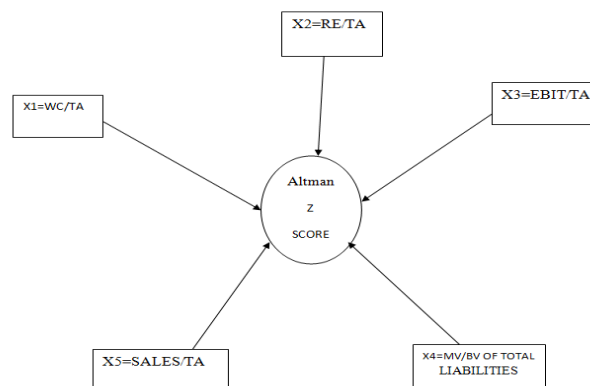 X2=RE/TA
X1=WC/TA
X3=EBIT/TA
Altman
Z
SCORE
X5=SALES/TA
X4=MV/BV OF TOTAL
LIABILITIES